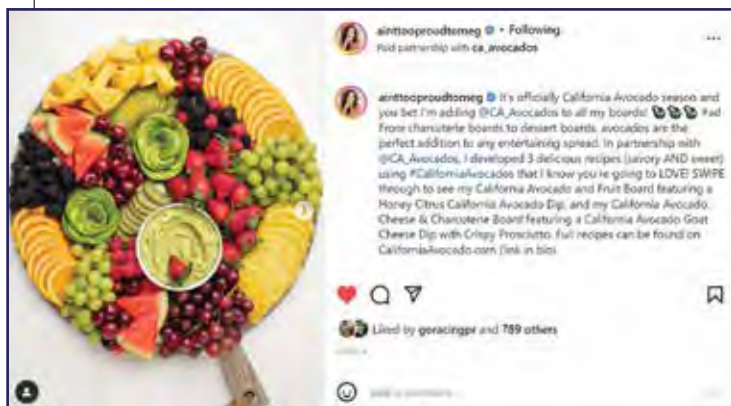 ainttooproudtomeg • Following
Paid partnership with ca_avocados
ainttooproudtomeg It's officially California Avocado season and
you bet I'm adding @CA_Avocados to all my boards! 🥑🥑🥑 #ad
From charcuterie boards to dessert boards, avocados are the
perfect addition to any entertaining spread. In partnership with
@CA_Avocados, I developed 3 delicious recipes (savory AND sweet)
using #CaliforniaAvocados that I know you're going to LOVE! SWIPE
through to see my California Avocado and Fruit Board featuring a
Honey Citrus California Avocado Dip, and my California Avocado,
Cheese & Charcuterie Board featuring a California Avocado Goat
Cheese Dip with Crispy Prosciutto. Full recipes can be found on
CaliforniaAvocado.com (link in bio).
Liked by goracingpr and 789 others
Add a comment...